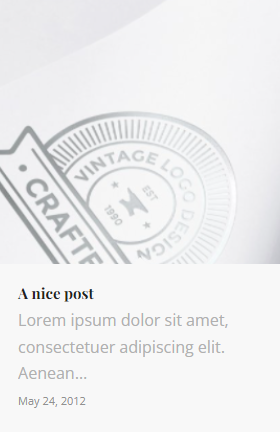 VINTAGE LOGO DESIGN
EST
1990
CRAFTE
A nice post
Lorem ipsum dolor sit amet,
consectetuer adipiscing elit.
Aenean...
May 24, 2012